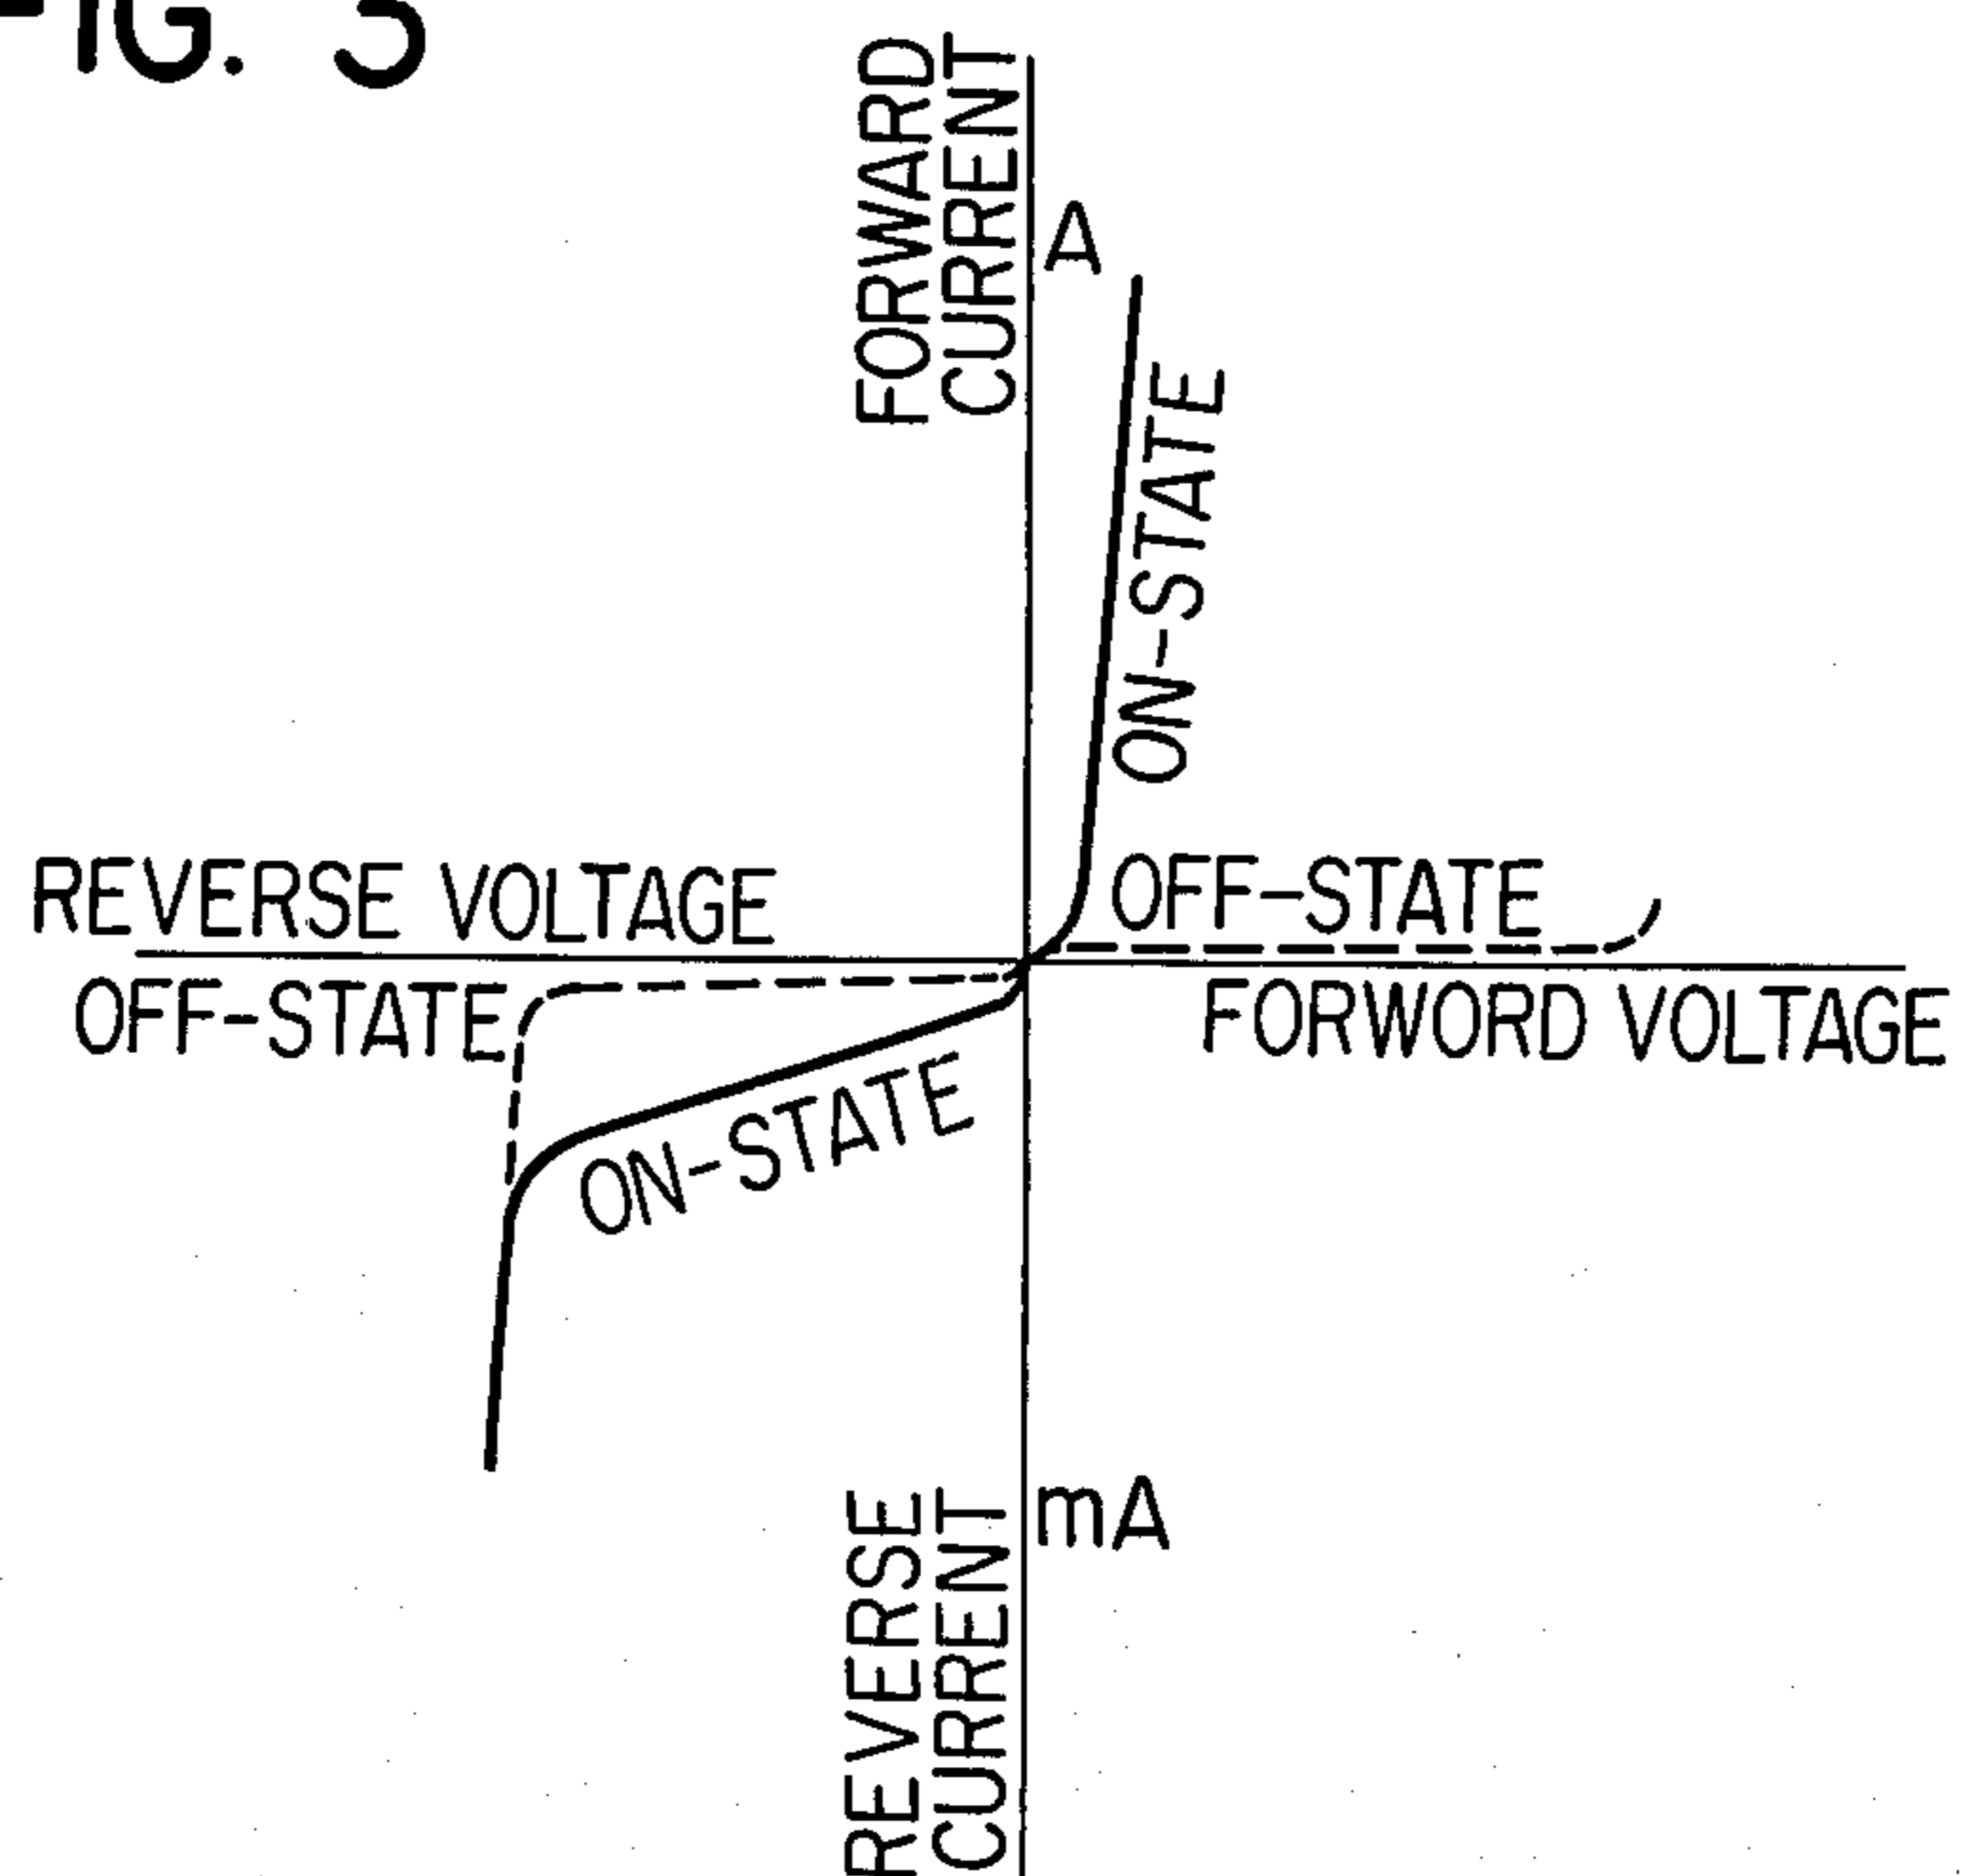 FIG. 3
FORWARD
CURRENT
A
ON-STATE
REVERSE VOLTAGE
OFF-STATE
OFF-STATE
FORWORD VOLTAGE
ON-STATE
mA
REVERSE
CURRENT